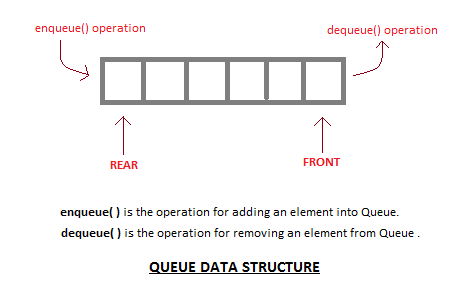 enqueue() operation
dequeue() operation
REAR
FRONT
enqueue( ) is the operation for adding an element into Queue.
dequeue( ) is the operation for removing an element from Queue .
QUEUE DATA STRUCTURE